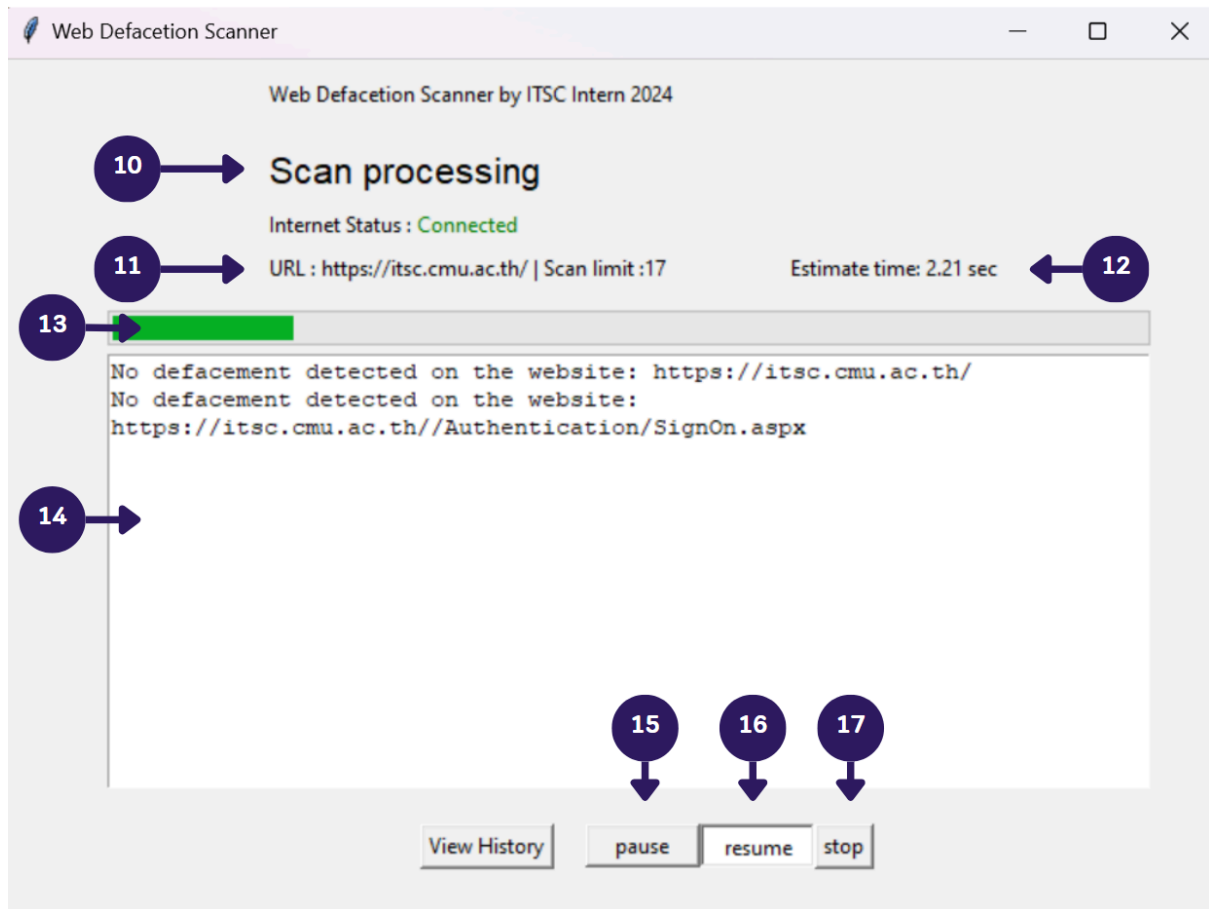 Web Defacetion Scanner
Web Defacetion Scanner by ITSC Intern 2024
10
Scan processing
Internet Status : Connected
11
URL : https://itsc.cmu.ac.th/ | Scan limit :17
Estimate time: 2.21 sec
12
13
No defacement detected on the website: https://itsc.cmu.ac.th/
No defacement detected on the website:
https://itsc.cmu.ac.th//Authentication/SignOn.aspx
14
15
16
17
View History
pause
resume
stop